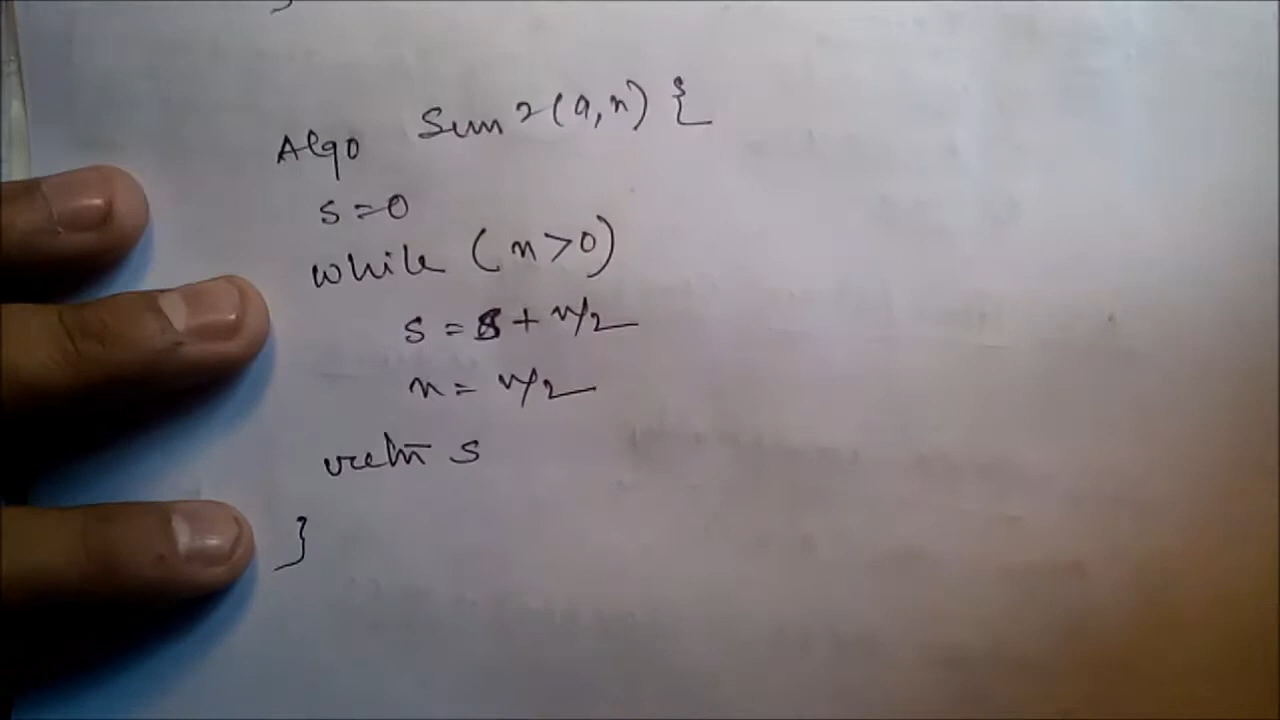 Algo Sum2(a,n) {
s=0
while (n>0)
s = s + n/2
n = n/2
return s
}